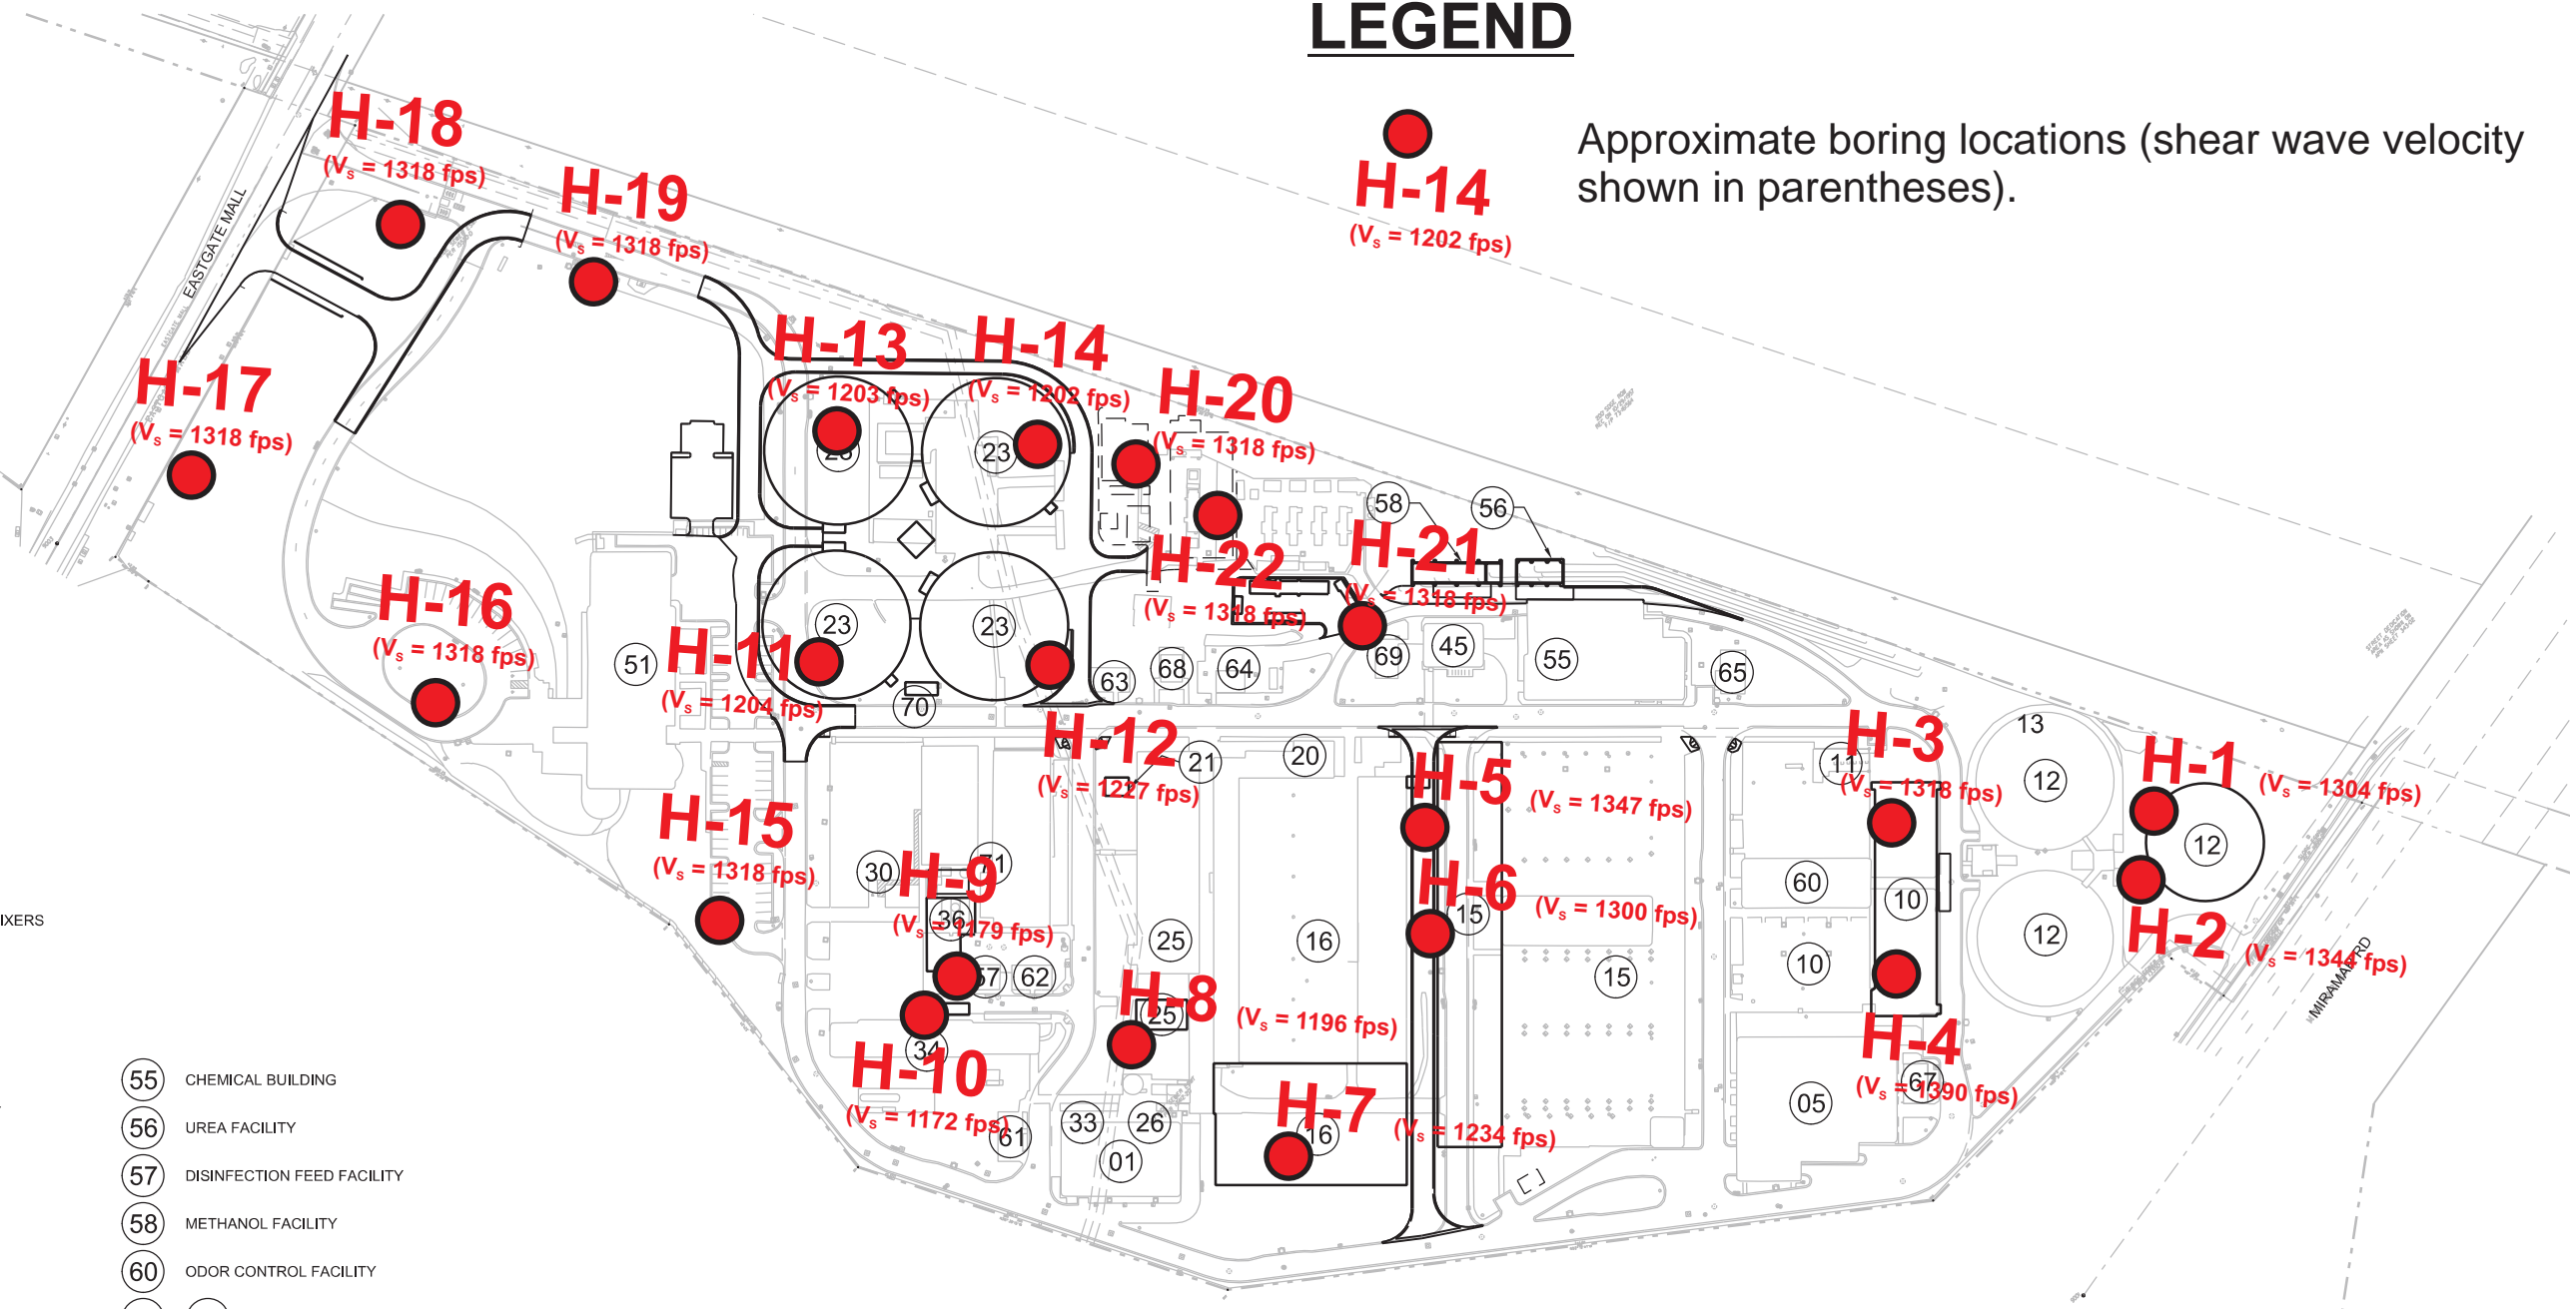 LEGEND
H-14
(Vs = 1202 fps)
Approximate boring locations (shear wave velocity
shown in parentheses).
H-18
(Vs = 1318 fps)
H-19
(Vs = 1318 fps)
EASTGATE MALL
H-17
(Vs = 1318 fps)
H-13
(Vs = 1203 fps)
H-14
(Vs = 1202 fps)
H-20
(Vs = 1318 fps)
23
23
58
56
H-21
(Vs = 1318 fps)
H-22
(Vs = 1318 fps)
H-16
(Vs = 1318 fps)
51
H-11
(Vs = 1204 fps)
23
23
70
63
68
64
69
45
55
65
H-12
(Vs = 1227 fps)
21
20
H-5
(Vs = 1347 fps)
11
H-3
(Vs = 1318 fps)
13
12
H-1
(Vs = 1304 fps)
12
H-15
(Vs = 1318 fps)
30
71
H-9
(Vs = 1179 fps)
36
57
62
25
16
H-6
(Vs = 1300 fps)
15
15
60
10
10
12
H-2
(Vs = 1344 fps)
MIRAMAR RD
IXERS
34
H-10
(Vs = 1172 fps)
61
H-8
(Vs = 1196 fps)
25
33
26
01
H-7
(Vs = 1234 fps)
16
H-4
(Vs = 1390 fps)
67
05
55 CHEMICAL BUILDING
56 UREA FACILITY
57 DISINFECTION FEED FACILITY
58 METHANOL FACILITY
60 ODOR CONTROL FACILITY